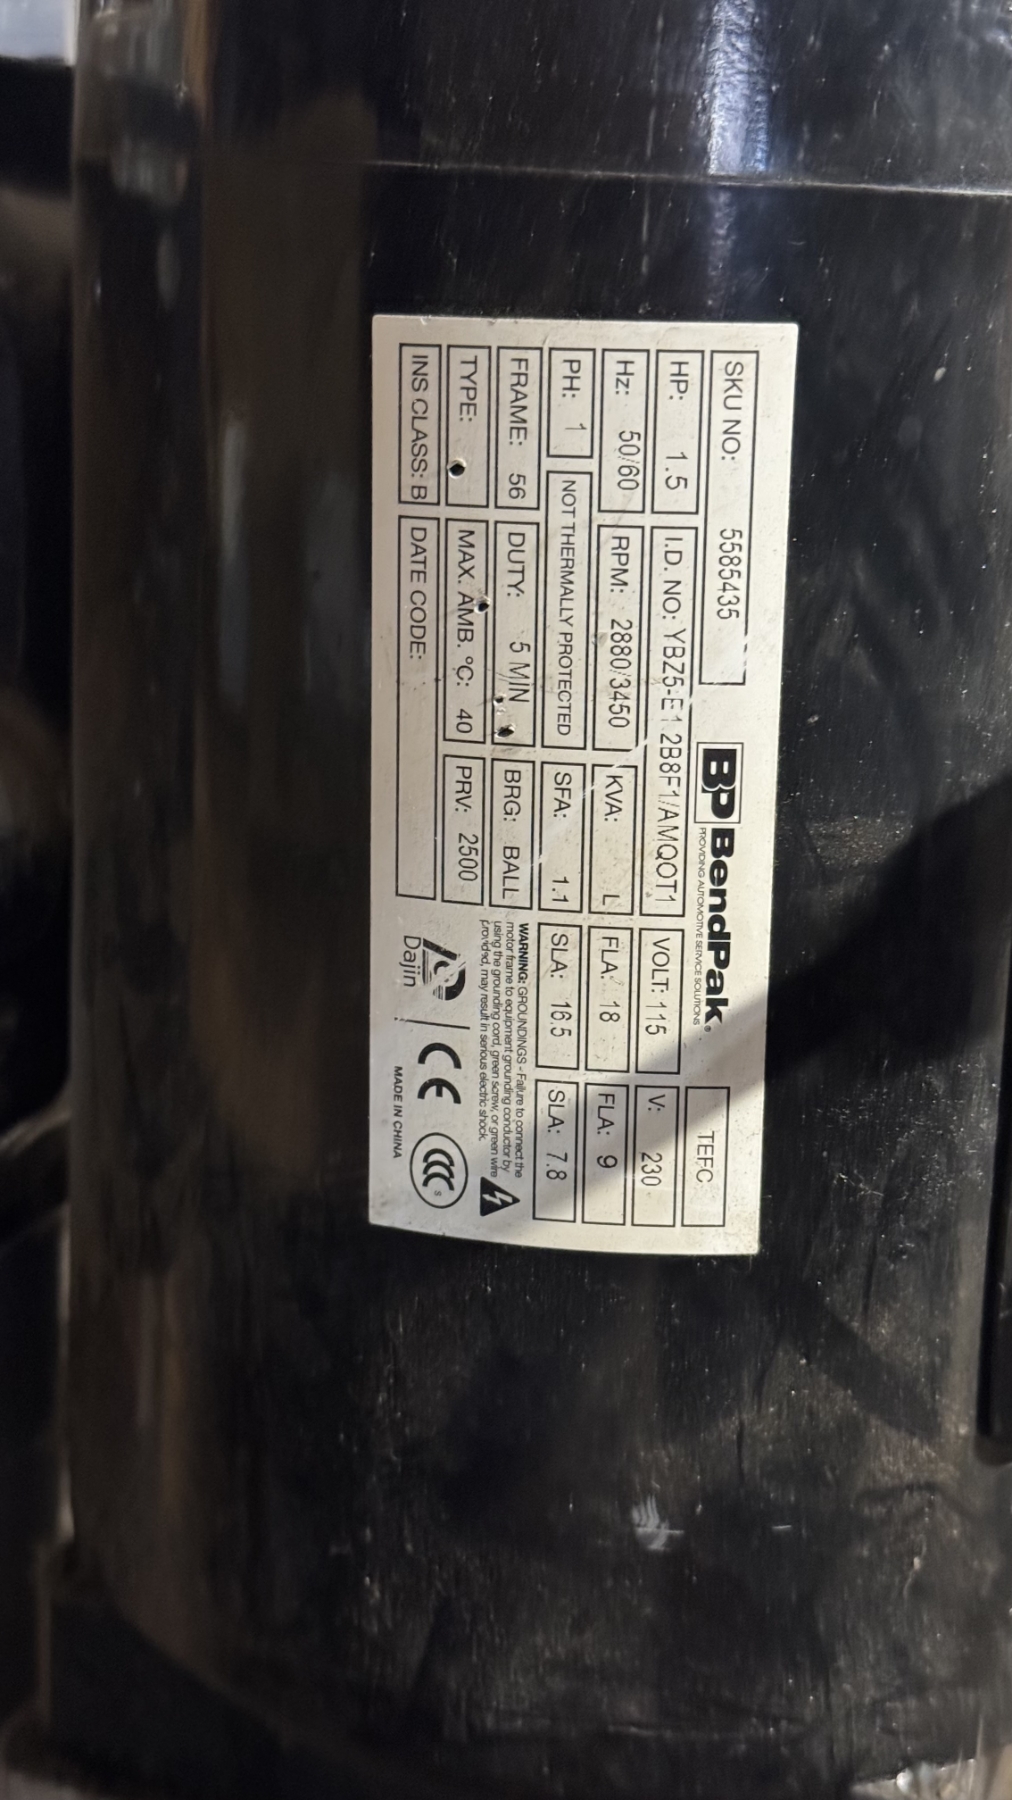 SKU NO: 5585435
BP BendPak®
PROVIDING AUTOMOTIVE SERVICE SOLUTIONS
TEFC
HP: 1.5 I.D. NO: YBZ5-E1.2B8F1/AMQOT1 VOLT: 115 V: 230
Hz: 50/60 RPM: 2880/3450 KVA: L FLA: 18 FLA: 9
PH: 1 NOT THERMALLY PROTECTED SFA: 1.1 SLA: 16.5 SLA: 7.8
FRAME: 56 DUTY: 5 MIN BRG: BALL
TYPE: MAX. AMB. °C: 40 PRV: 2500
INS CLASS: B DATE CODE:
WARNING: GROUNDINGS - Failure to connect the
motor frame to equipment grounding conductor by
using the grounding cord, green screw, or green wire
provided, may result in serious electric shock.
Dajin
CE
CCC S
MADE IN CHINA